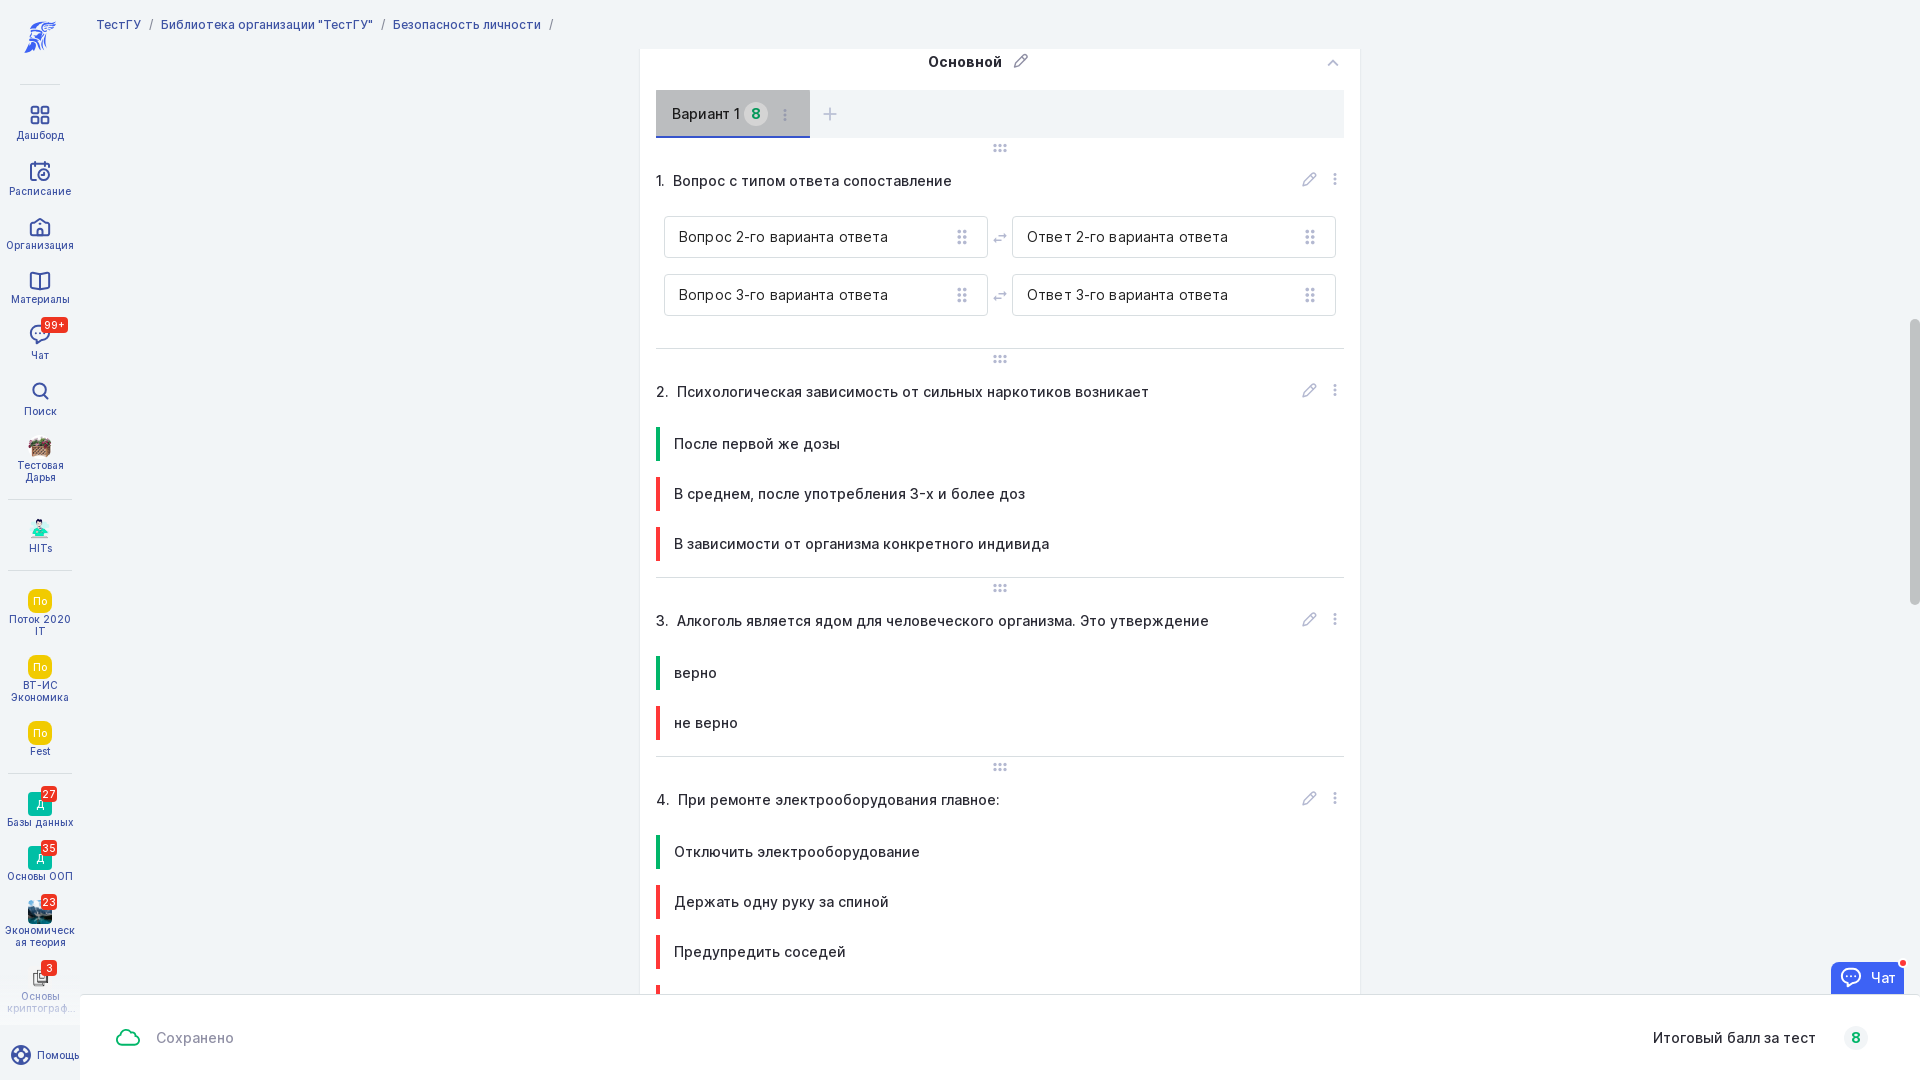 ТестГУ / Библиотека организации "ТестГУ" / Безопасность личности /
Основной
Вариант 1 8
1. Вопрос с типом ответа сопоставление
Вопрос 2-го варианта ответа
Ответ 2-го варианта ответа
Вопрос 3-го варианта ответа
Ответ 3-го варианта ответа
2. Психологическая зависимость от сильных наркотиков возникает
После первой же дозы
В среднем, после употребления 3-х и более доз
В зависимости от организма конкретного индивида
3. Алкоголь является ядом для человеческого организма. Это утверждение
верно
не верно
4. При ремонте электрооборудования главное:
Отключить электрооборудование
Держать одну руку за спиной
Предупредить соседей
Дашборд
Расписание
Организация
Материалы
99+
Чат
Поиск
Тестовая
Дарья
HITs
По
Поток 2020
IT
По
ВТ-ИС
Экономика
По
Fest
27
Д
Базы данных
35
Д
Основы ООП
23
Экономическ
ая теория
3
Основы
криптограф...
Помощь
Чат
Сохранено
Итоговый балл за тест 8